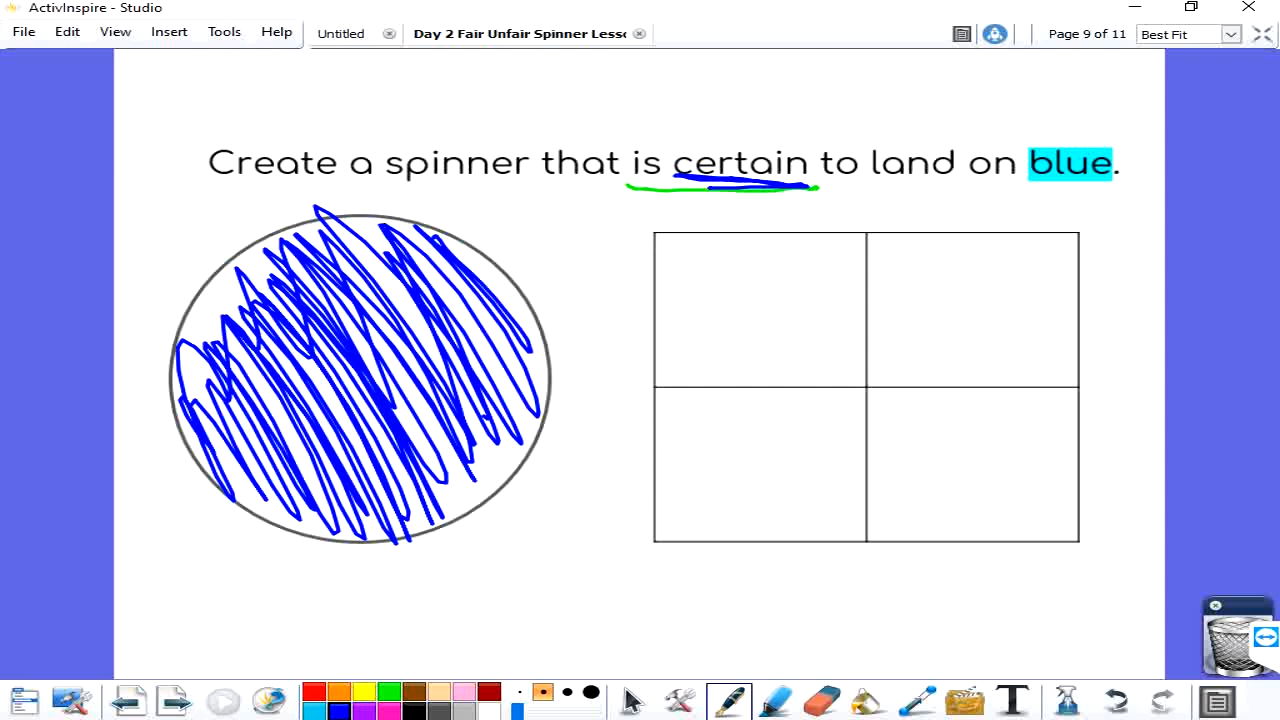 ActivInspire - Studio
File Edit View Insert Tools Help Untitled Day 2 Fair Unfair Spinner Less Page 9 of 11 Best Fit
Create a spinner that is certain to land on blue.
T